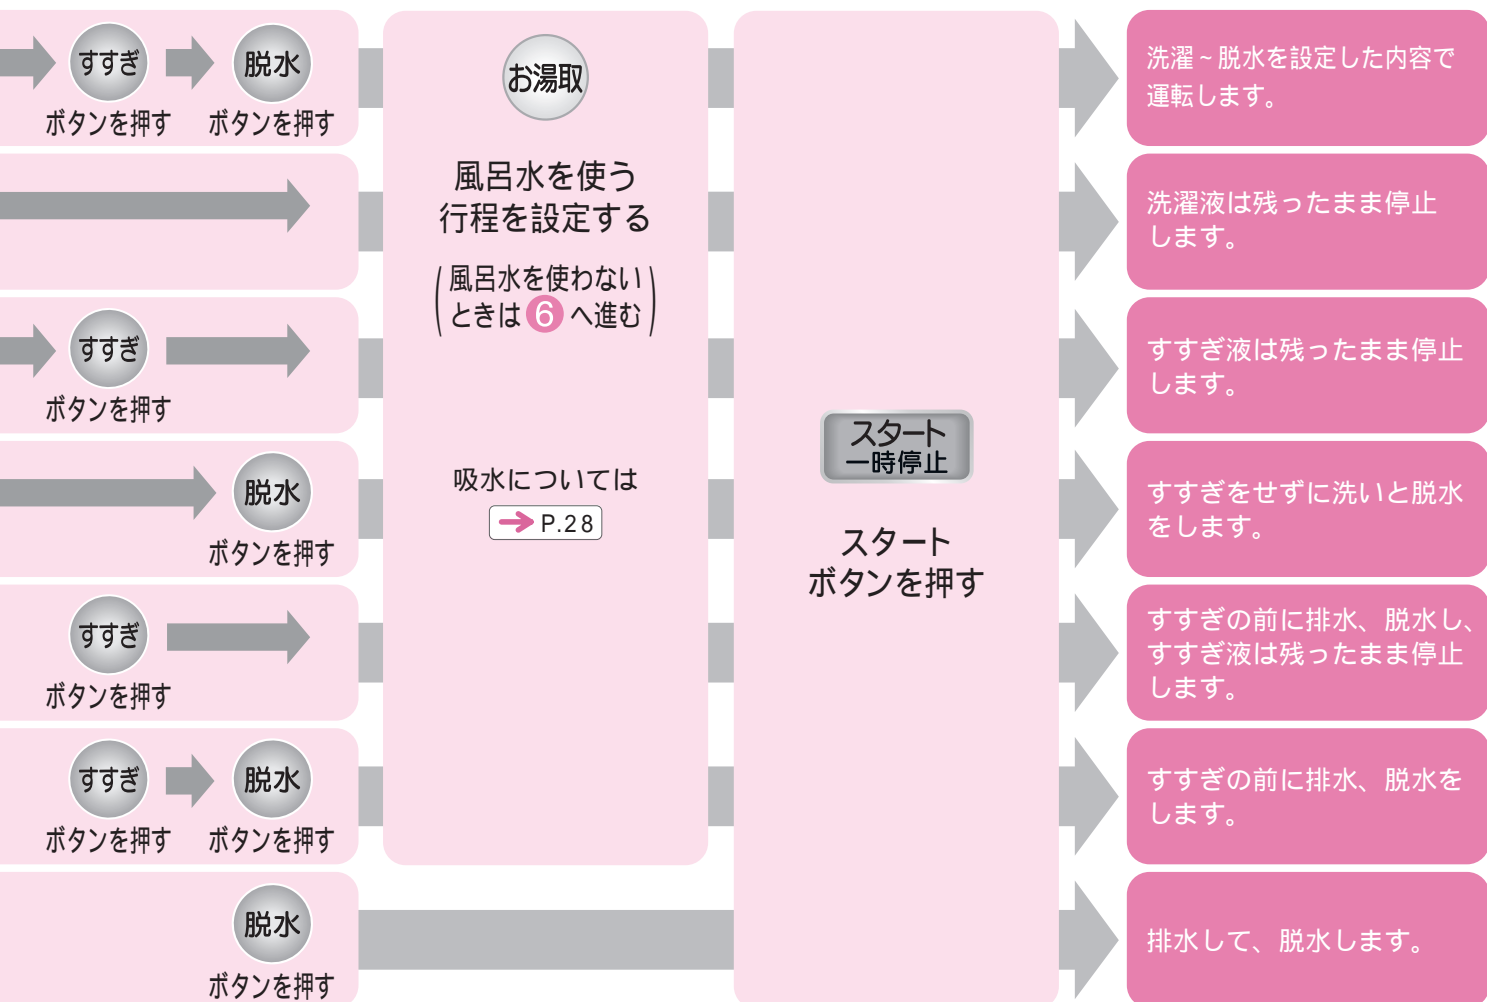 すすぎ
ボタンを押す
脱水
ボタンを押す
すすぎ
ボタンを押す
脱水
ボタンを押す
すすぎ
ボタンを押す
すすぎ
ボタンを押す
脱水
ボタンを押す
脱水
ボタンを押す
お湯取
風呂水を使う
行程を設定する
(風呂水を使わない
ときは 6 へ進む)
吸水については
→ P.28
スタート
一時停止
スタート
ボタンを押す
洗濯~脱水を設定した内容で
運転します。
洗濯液は残ったまま停止
します。
すすぎ液は残ったまま停止
します。
すすぎをせずに洗いと脱水
をします。
すすぎの前に排水、脱水し、
すすぎ液は残ったまま停止
します。
すすぎの前に排水、脱水を
します。
排水して、脱水します。